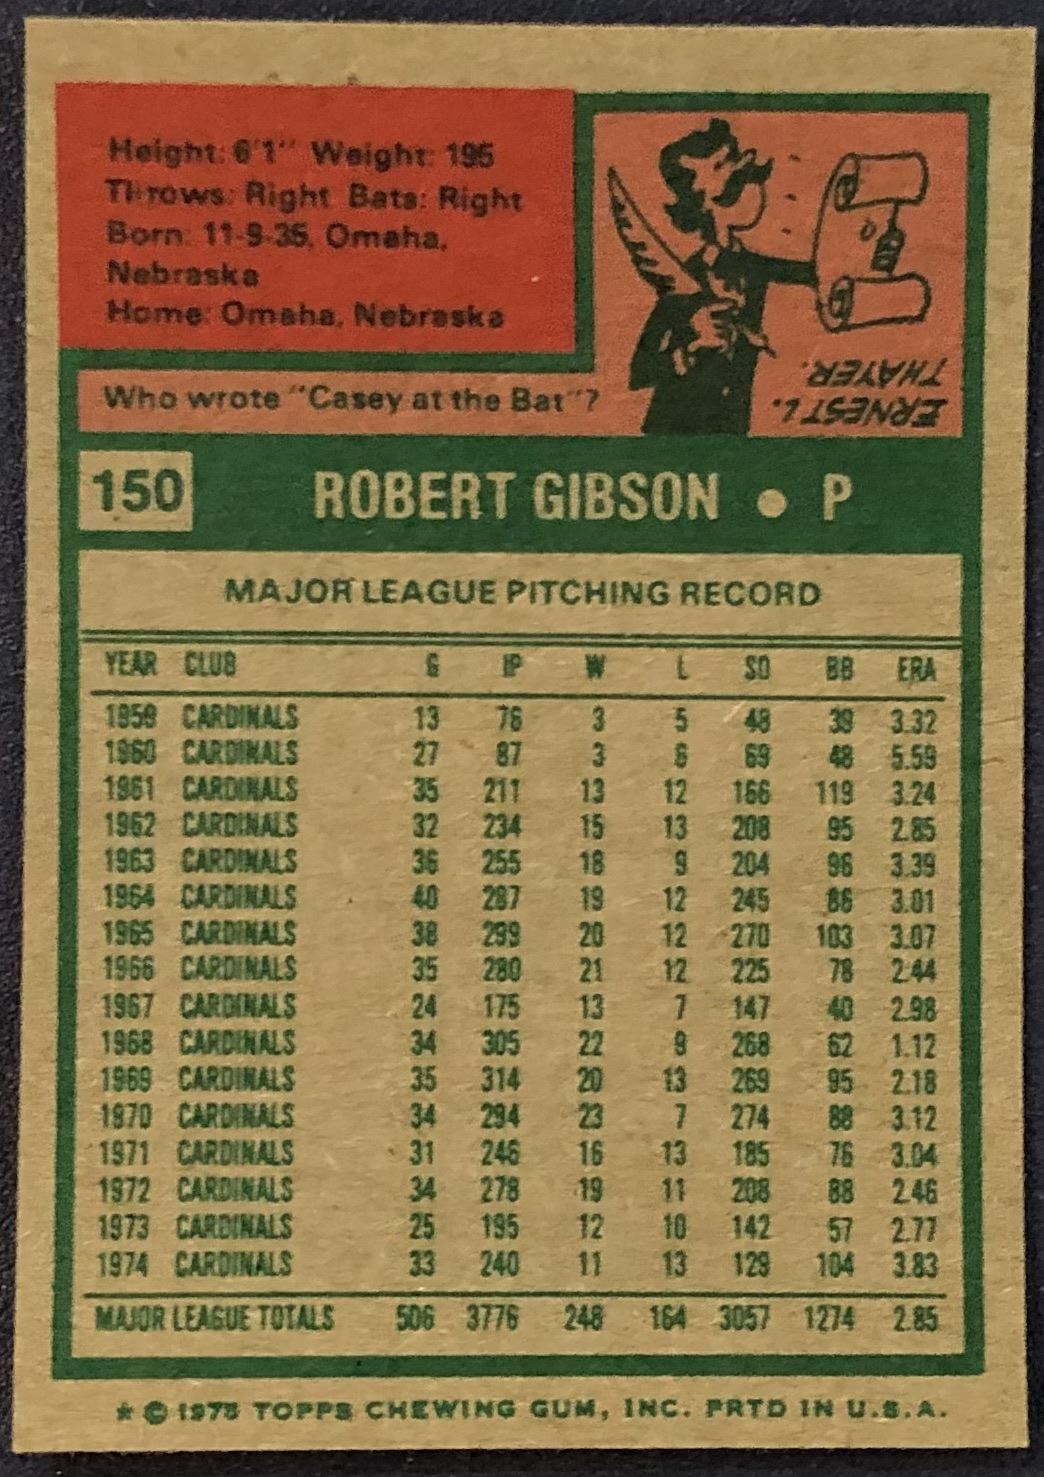 Height: 6'1" Weight: 195
Throws: Right Bats: Right
Born: 11-9-35, Omaha,
Nebraska
Home: Omaha, Nebraska
Who wrote "Casey at the Bat"?
ERNEST L.
THAYER.
150 ROBERT GIBSON • P
MAJOR LEAGUE PITCHING RECORD
YEAR CLUB G IP W L SO BB ERA
1959 CARDINALS 13 76 3 5 48 39 3.32
1960 CARDINALS 27 87 3 6 69 48 5.59
1961 CARDINALS 35 211 13 12 166 119 3.24
1962 CARDINALS 32 234 15 13 208 95 2.85
1963 CARDINALS 36 255 18 9 204 96 3.39
1964 CARDINALS 40 287 19 12 245 86 3.01
1965 CARDINALS 38 299 20 12 270 103 3.07
1966 CARDINALS 35 280 21 12 225 78 2.44
1967 CARDINALS 24 175 13 7 147 40 2.98
1968 CARDINALS 34 305 22 9 268 62 1.12
1969 CARDINALS 35 314 20 13 269 95 2.18
1970 CARDINALS 34 294 23 7 274 88 3.12
1971 CARDINALS 31 246 16 13 185 76 3.04
1972 CARDINALS 34 278 19 11 208 88 2.46
1973 CARDINALS 25 195 12 10 142 57 2.77
1974 CARDINALS 33 240 11 13 129 104 3.83
MAJOR LEAGUE TOTALS 506 3776 248 164 3057 1274 2.85
* © 1975 TOPPS CHEWING GUM, INC. PRTD IN U.S.A.